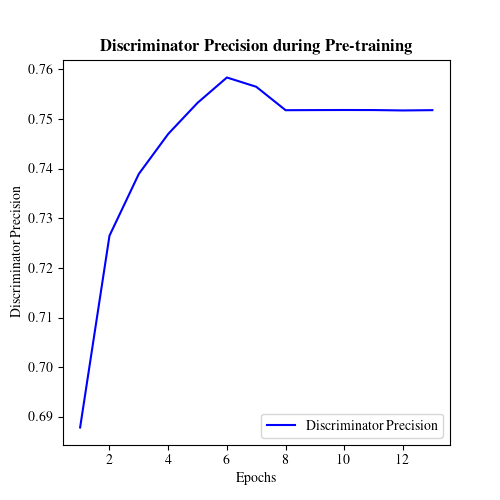 Discriminator Precision during Pre-training
0.76
0.75
0.74
0.73
0.72
0.71
0.70
0.69
Discriminator Precision
Discriminator Precision
2 4 6 8 10 12
Epochs